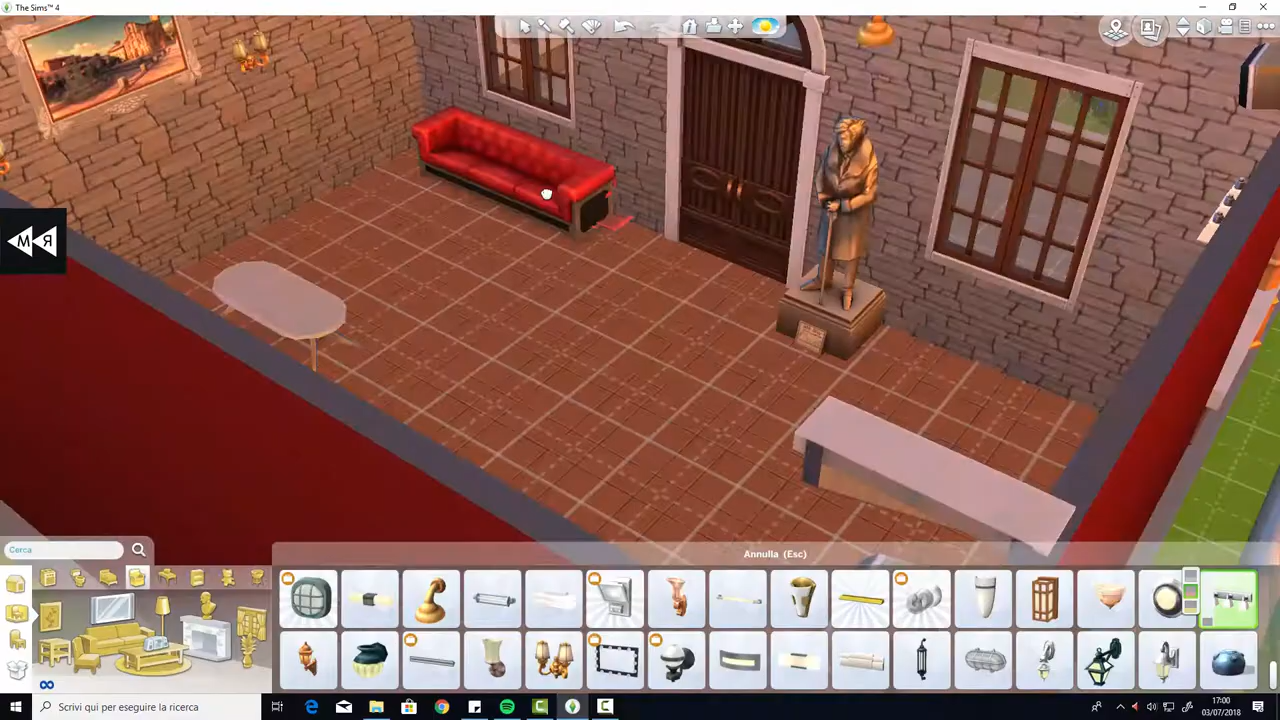 The Sims™ 4
M R
Annulla (Esc)
Cerca
Scrivi qui per eseguire la ricerca
17:00
03/07/2018